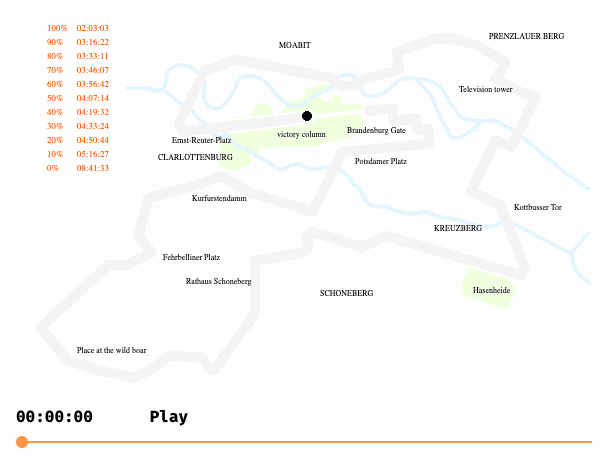 100% 02:03:03
90% 03:16:22
80% 03:33:11
70% 03:46:07
60% 03:56:42
50% 04:07:14
40% 04:19:32
30% 04:33:24
20% 04:50:44
10% 05:16:27
0% 08:41:33
MOABIT
PRENZLAUER BERG
Television tower
Ernst-Reuter-Platz
victory column
Brandenburg Gate
CLARLOTTENBURG
Potsdamer Platz
Kurfurstendamm
Kottbusser Tor
KREUZBERG
Fehrbelliner Platz
Rathaus Schoneberg
SCHONEBERG
Hasenheide
Place at the wild boar
00:00:00 Play